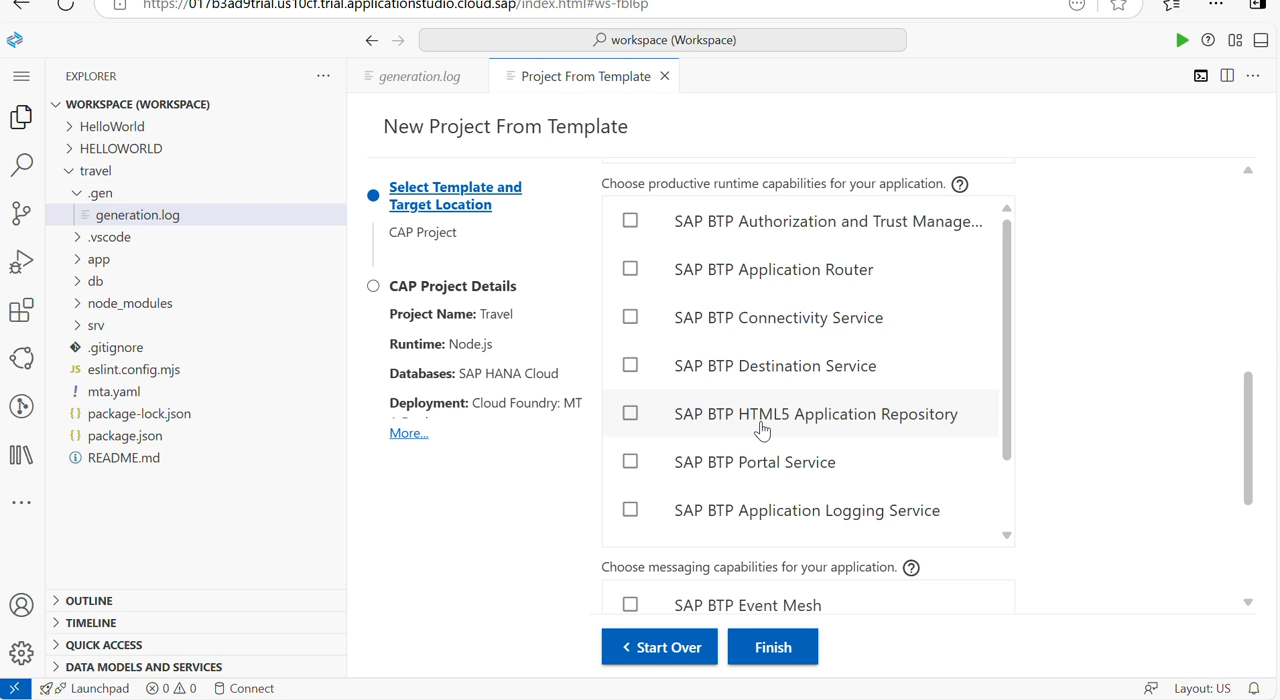 https://017b3ad9trial.us10cf.trial.applicationstudio.cloud.sap/index.html#ws-fbl6p
workspace (Workspace)
EXPLORER
generation.log
Project From Template
WORKSPACE (WORKSPACE)
HelloWorld
HELLOWORLD
travel
.gen
generation.log
.vscode
app
db
node_modules
srv
.gitignore
JS eslint.config.mjs
! mta.yaml
{} package-lock.json
{} package.json
README.md
OUTLINE
TIMELINE
QUICK ACCESS
DATA MODELS AND SERVICES
New Project From Template
Select Template and
Target Location
CAP Project
CAP Project Details
Project Name: Travel
Runtime: Node.js
Databases: SAP HANA Cloud
Deployment: Cloud Foundry: MT
More...
Choose productive runtime capabilities for your application.
SAP BTP Authorization and Trust Manage...
SAP BTP Application Router
SAP BTP Connectivity Service
SAP BTP Destination Service
SAP BTP HTML5 Application Repository
SAP BTP Portal Service
SAP BTP Application Logging Service
Choose messaging capabilities for your application.
SAP BTP Event Mesh
< Start Over
Finish
Launchpad
0
0
Connect
Layout: US